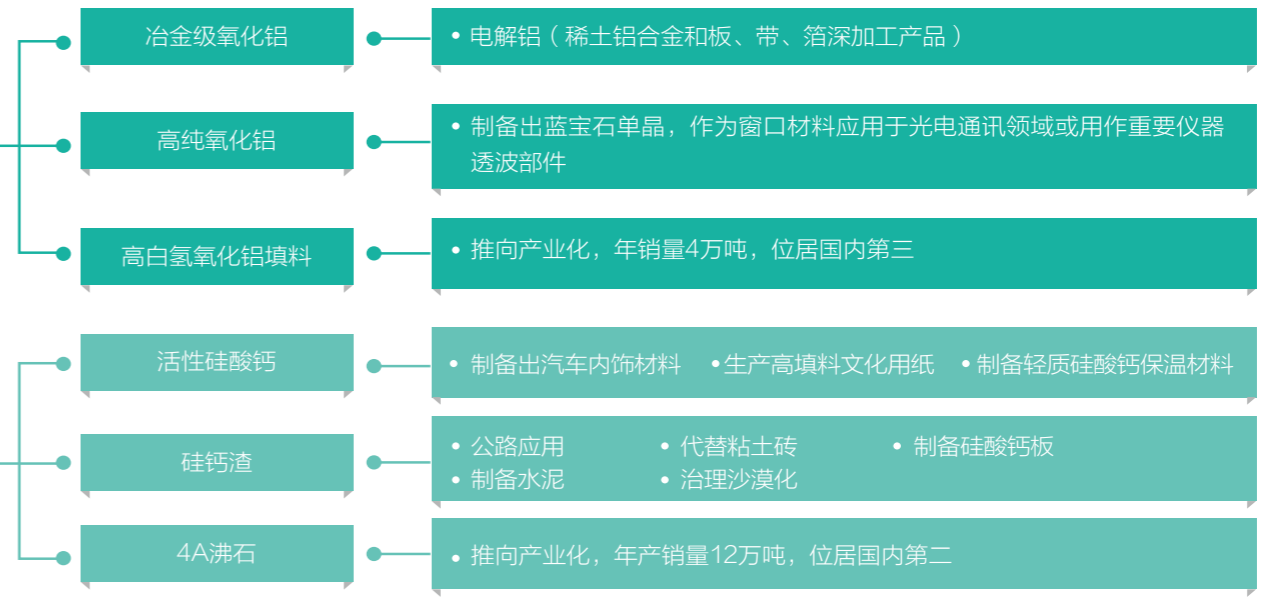 冶金级氧化铝
• 电解铝（稀土铝合金和板、带、箔深加工产品）
高纯氧化铝
• 制备出蓝宝石单晶，作为窗口材料应用于光电通讯领域或用作重要仪器
透波部件
高白氢氧化铝填料
• 推向产业化，年销量4万吨，位居国内第三
活性硅酸钙
• 制备出汽车内饰材料 •生产高填料文化用纸 •制备轻质硅酸钙保温材料
硅钙渣
• 公路应用 • 代替粘土砖 • 制备硅酸钙板
• 制备水泥 • 治理沙漠化
4A沸石
• 推向产业化，年产销量12万吨，位居国内第二